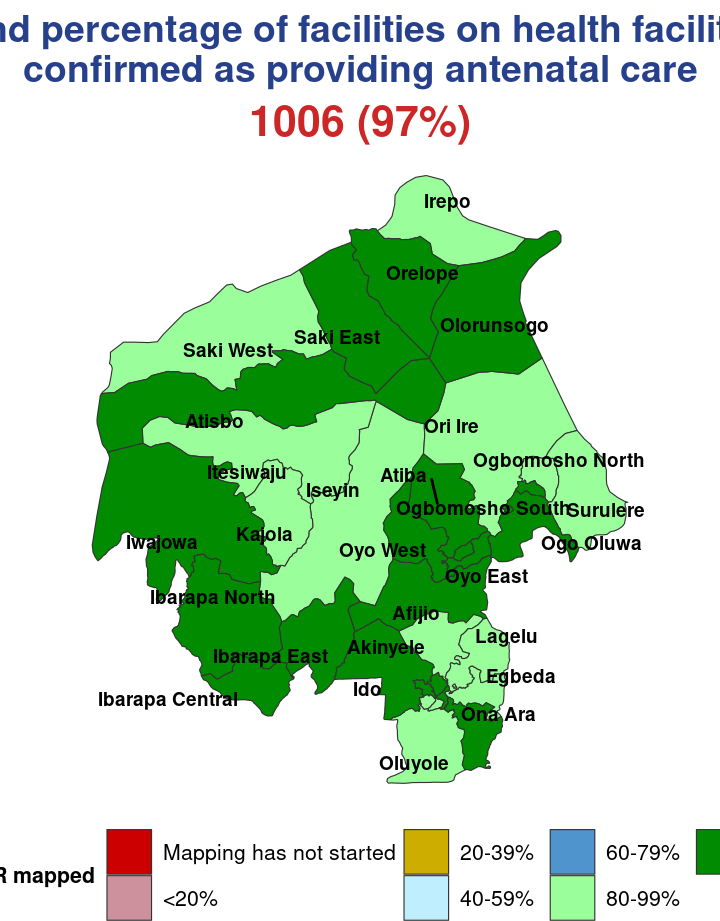 nd percentage of facilities on health facilit
confirmed as providing antenatal care
1006 (97%)
Irepo
Orelope
Olorunsogo
Saki East
Saki West
Atisbo
Ori Ire
Ogbomosho North
Itesiwaju
Atiba
Iseyin
Ogbomosho South
Surulere
Kajola
Iwajowa
Oyo West
Ogo Oluwa
Oyo East
Ibarapa North
Afijio
Lagelu
Akinyele
Ibarapa East
Egbeda
Ido
Ibarapa Central
Ona Ara
Oluyole
R mapped
Mapping has not started
20-39%
60-79%
<20%
40-59%
80-99%